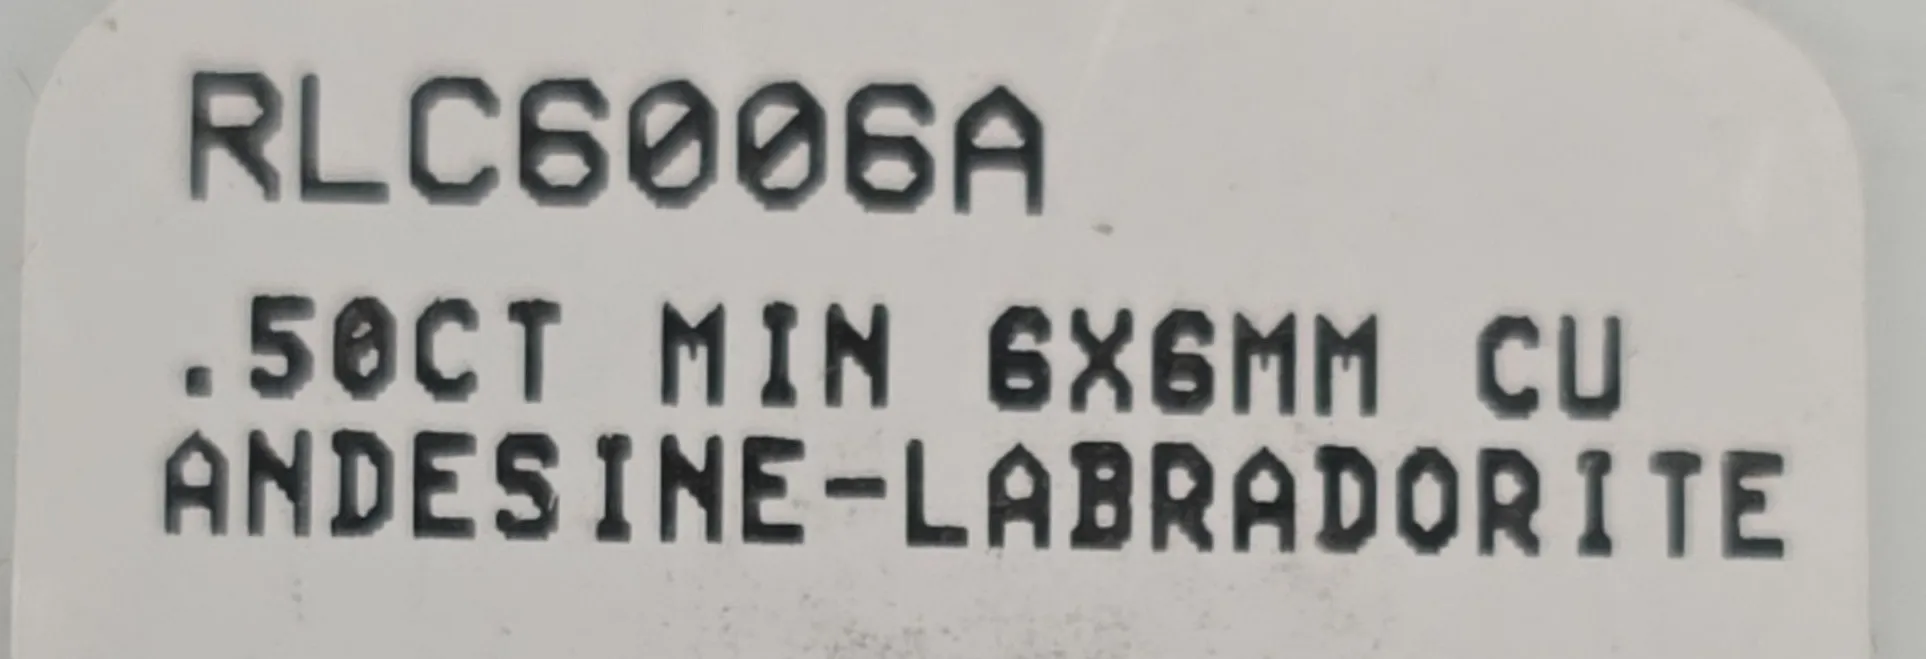 RLC6006A
.50CT MIN 6X6MM CU
ANDESINE-LABRADORITE